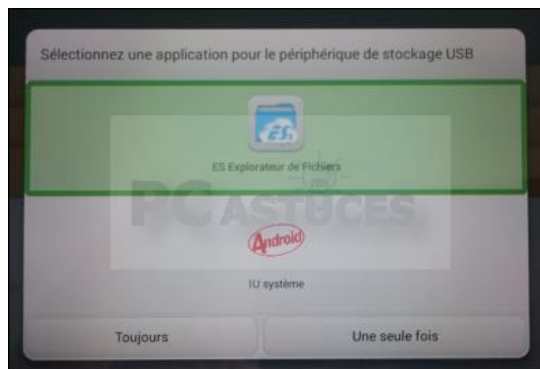 Sélectionnez une application pour le périphérique de stockage USB
ES
ES Explorateur de Fichiers
PC ASTUCES
Android
IU système
Toujours
Une seule fois